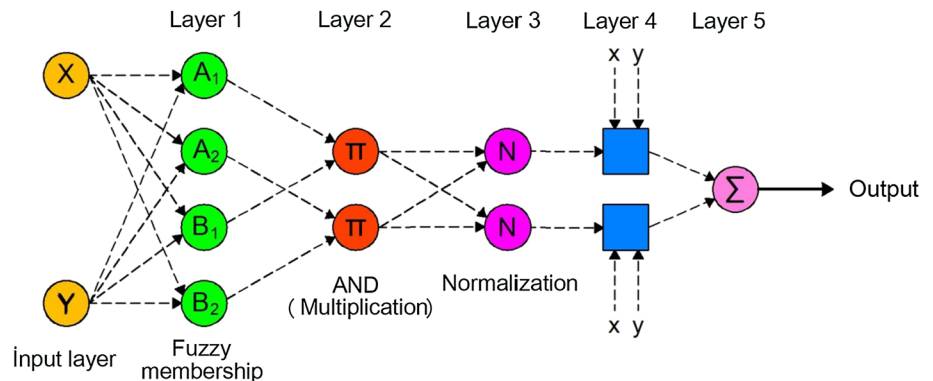 Layer 1
Layer 2
Layer 3
Layer 4
Layer 5
x y
X
A₁
A₂
π
N
Y
B₁
π
N
B₂
Σ
Output
x y
İnput layer
Fuzzy
membership
AND
( Multiplication)
Normalization